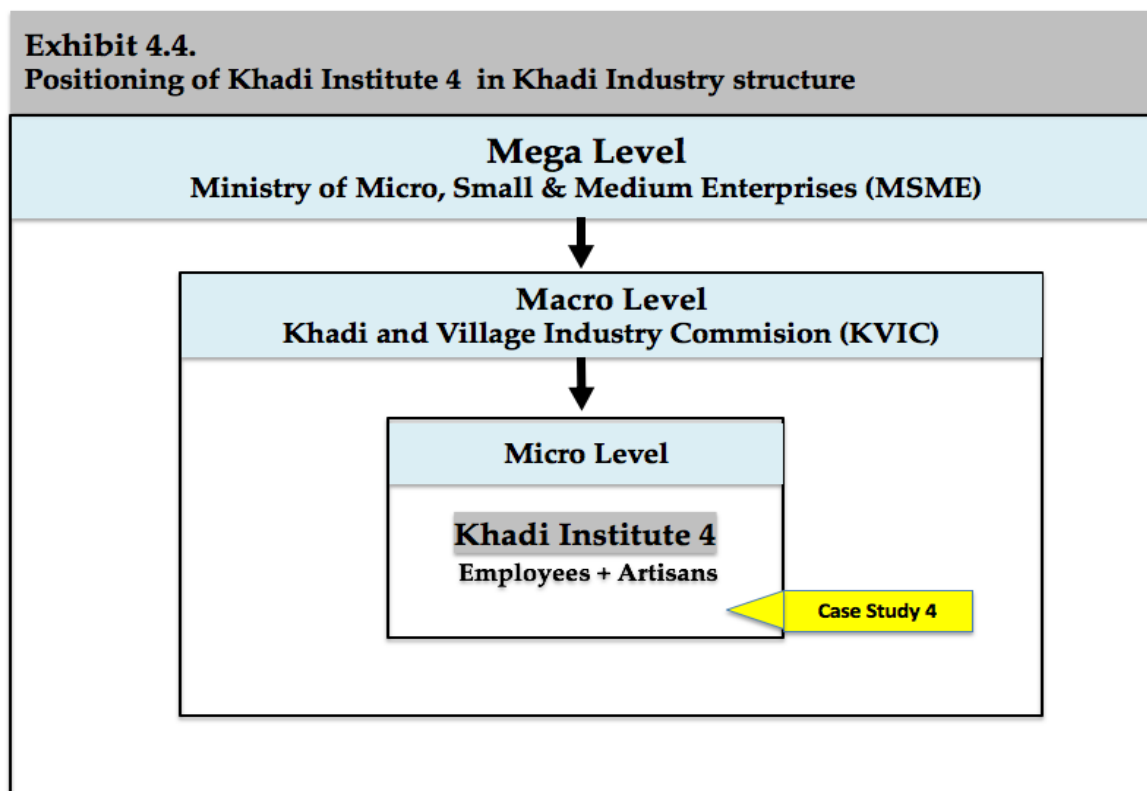 Exhibit 4.4.
Positioning of Khadi Institute 4 in Khadi Industry structure
Mega Level
Ministry of Micro, Small & Medium Enterprises (MSME)
Macro Level
Khadi and Village Industry Commision (KVIC)
Micro Level
Khadi Institute 4
Employees + Artisans
Case Study 4